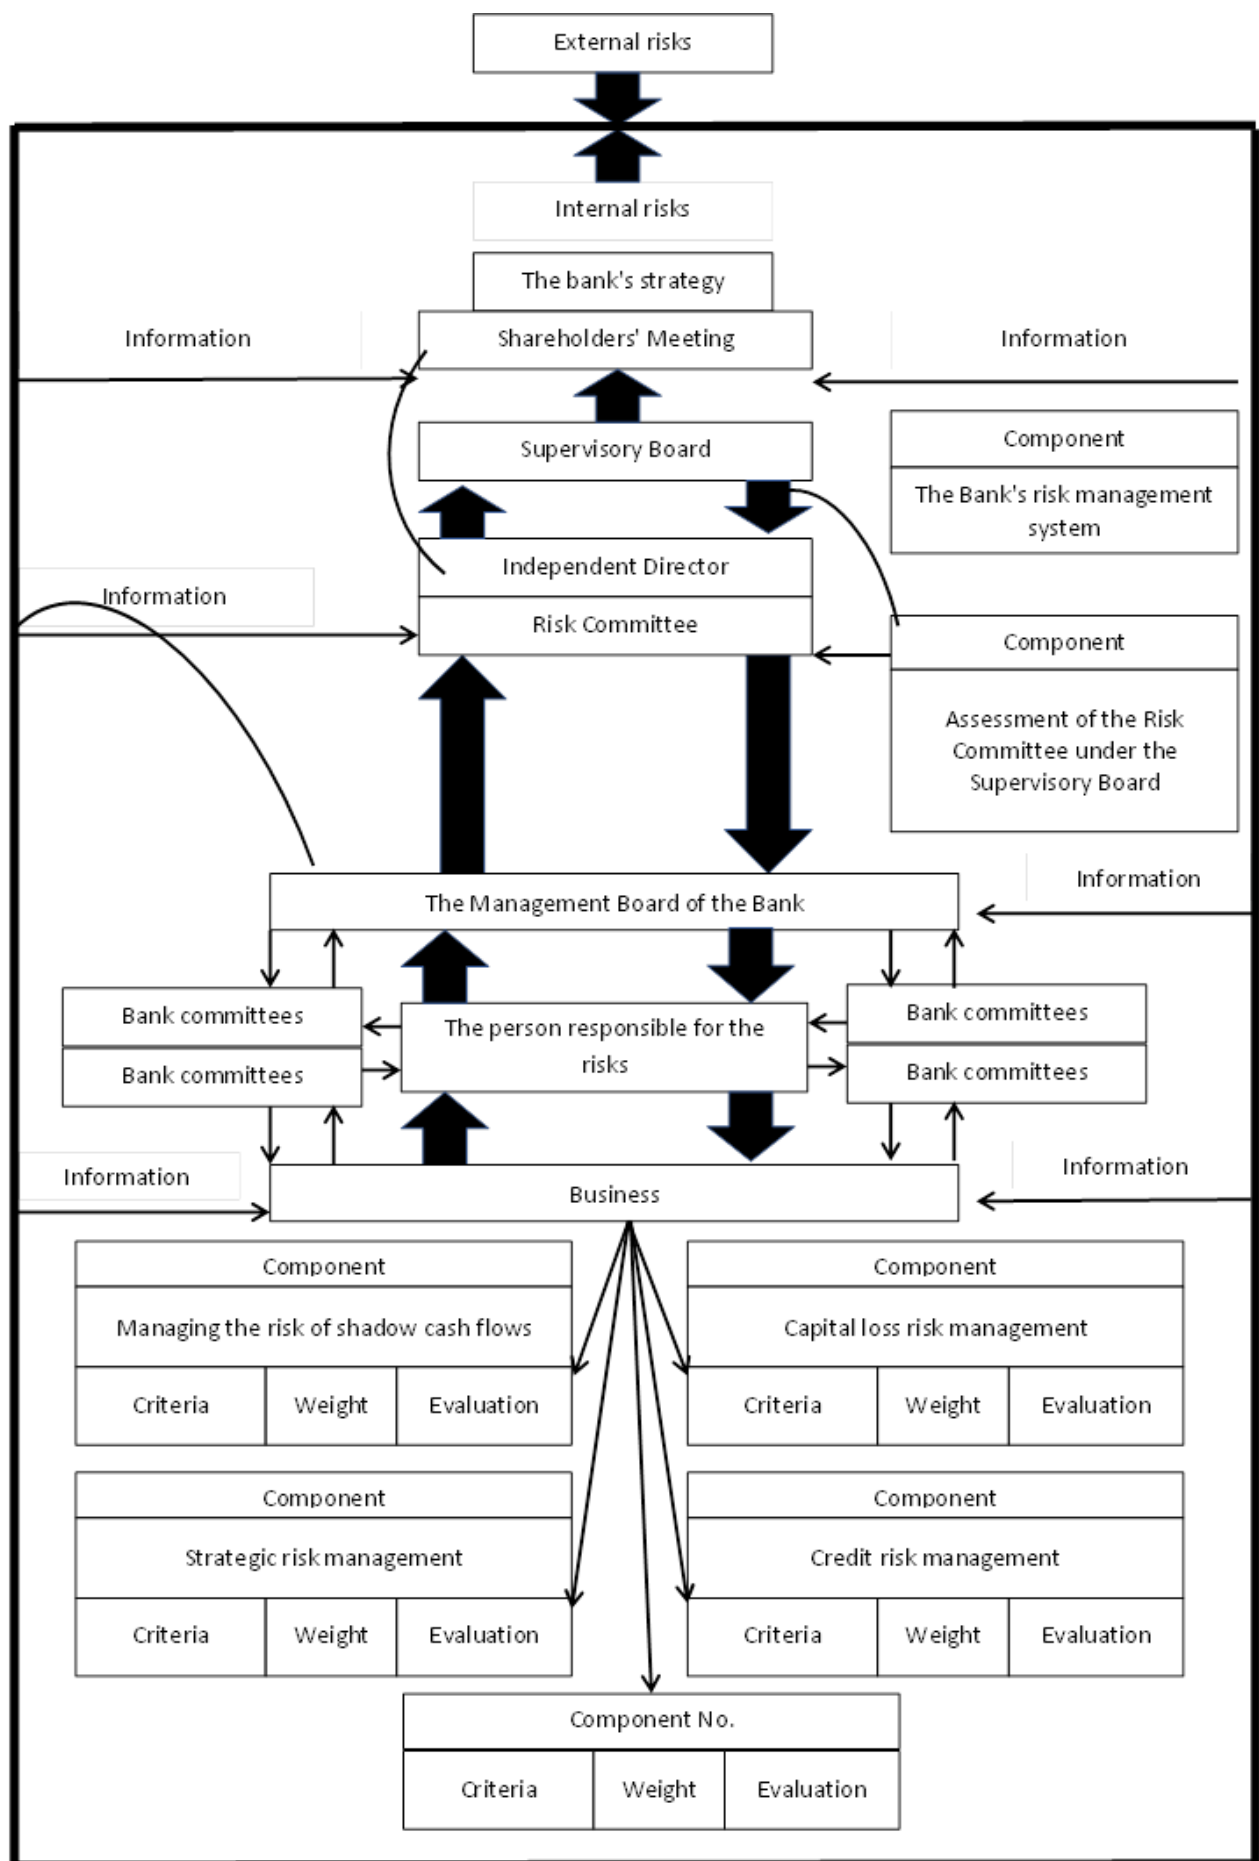 External risks
Internal risks
The bank's strategy
Information
Shareholders' Meeting
Information
Supervisory Board
Component
The Bank's risk management
system
Independent Director
Information
Risk Committee
Component
Assessment of the Risk
Committee under the
Supervisory Board
The Management Board of the Bank
Information
Bank committees
The person responsible for the
risks
Bank committees
Bank committees
Bank committees
Information
Business
Information
Component
Managing the risk of shadow cash flows
Criteria
Weight
Evaluation
Component
Capital loss risk management
Criteria
Weight
Evaluation
Component
Strategic risk management
Criteria
Weight
Evaluation
Component
Credit risk management
Criteria
Weight
Evaluation
Component No.
Criteria
Weight
Evaluation